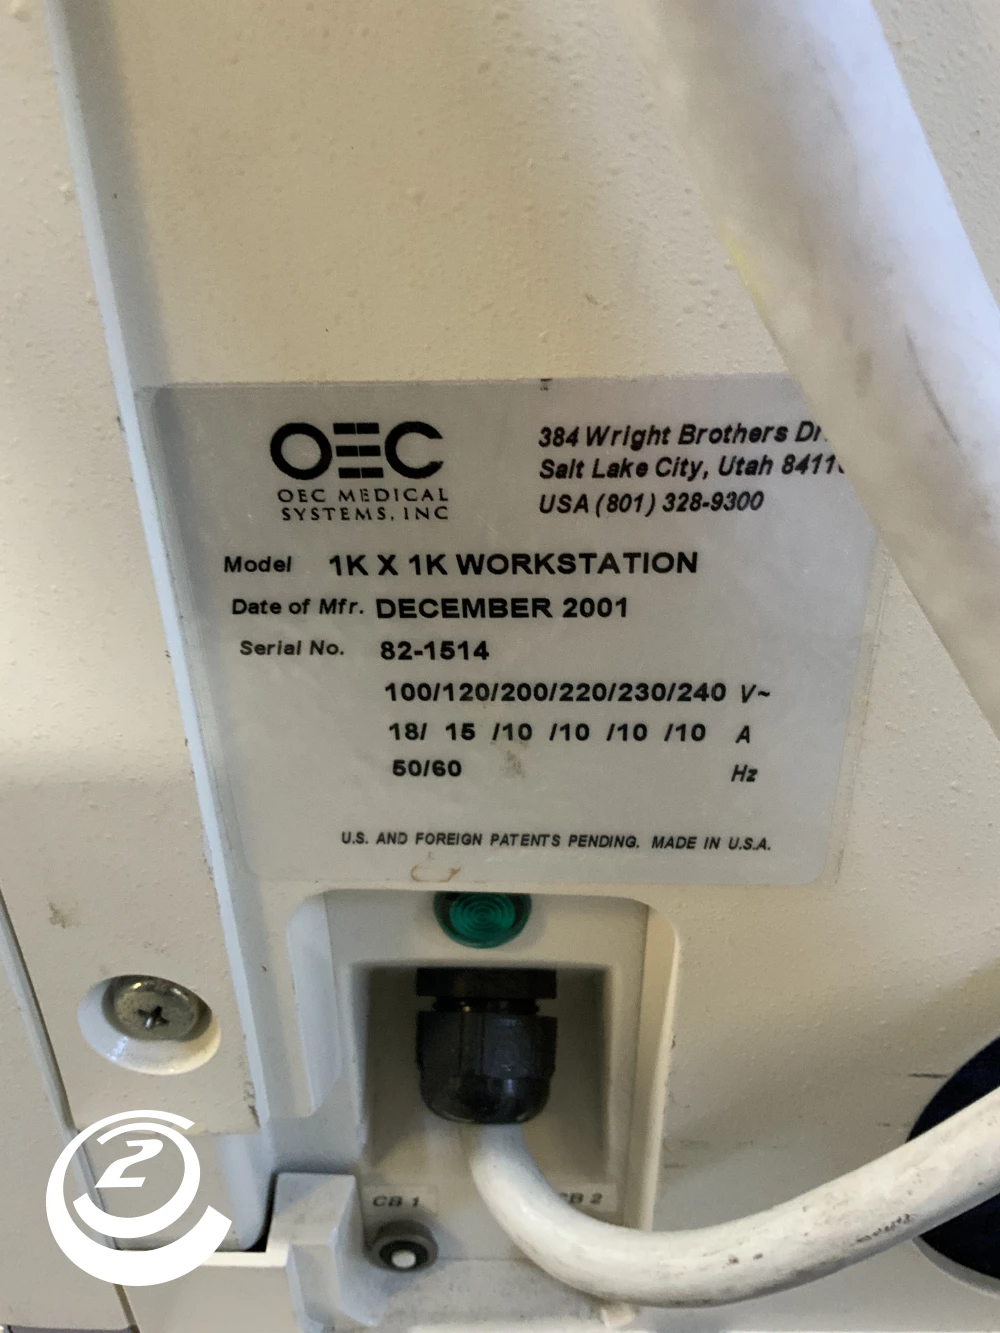 OEC
OEC MEDICAL
SYSTEMS, INC
384 Wright Brothers
Salt Lake City, Utah
USA (801) 328-9300
Model 1K X 1K WORKSTATION
Date of Mfr. DECEMBER 2001
Serial No. 82-1514
100/120/200/220/230/240 V~
18/ 15 /10 /10 /10 /10 A
50/60 Hz
U.S. AND FOREIGN PATENTS PENDING. MADE IN U.S.A.
CB 1
2
2